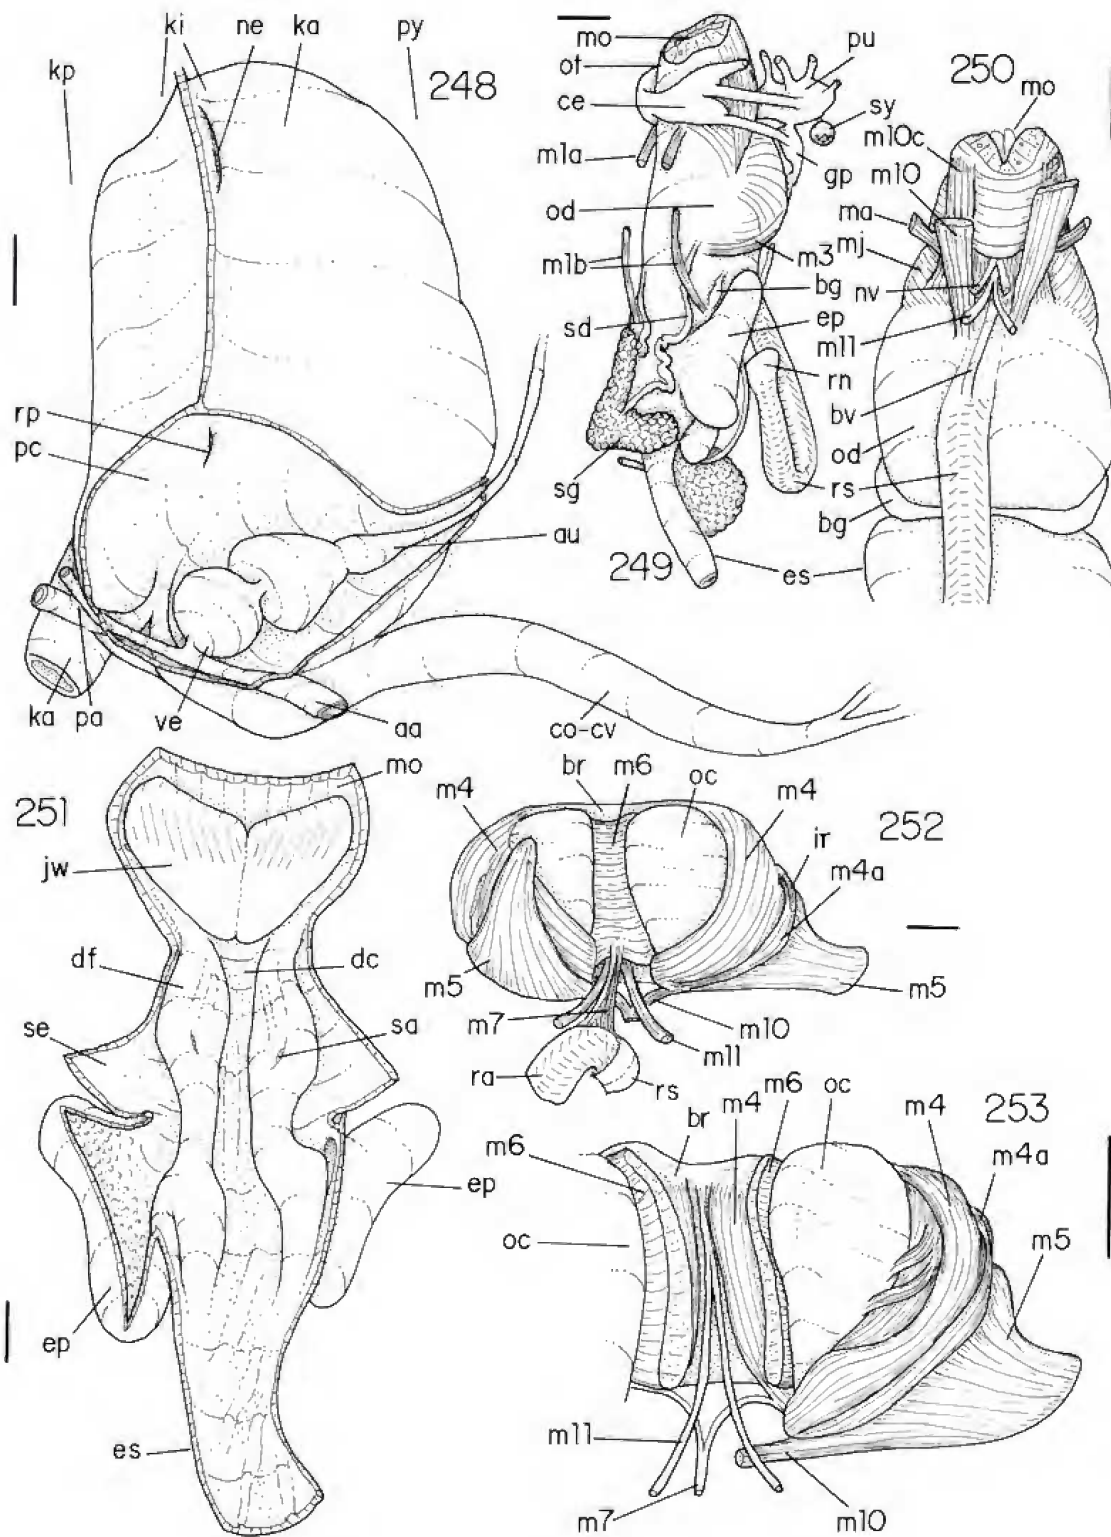 kp
ki
ne
ka
py
248
rp
pc
au
ka
pa
ve
aa
co-cv
mo
ot
ce
pu
sy
m1a
gp
od
m3
m1b
bg
sd
ep
rn
sg
249
es
250
mo
m10c
m10
ma
mj
nv
m11
bv
od
rs
bg
251
mo
jw
df
dc
se
sa
ep
ep
es
252
m4
br
m6
oc
m4
ir
m4a
m5
m5
m7
m10
m11
ra
rs
253
m6
br
m4
m6
oc
m4
m4a
oc
m5
m11
m7
m10